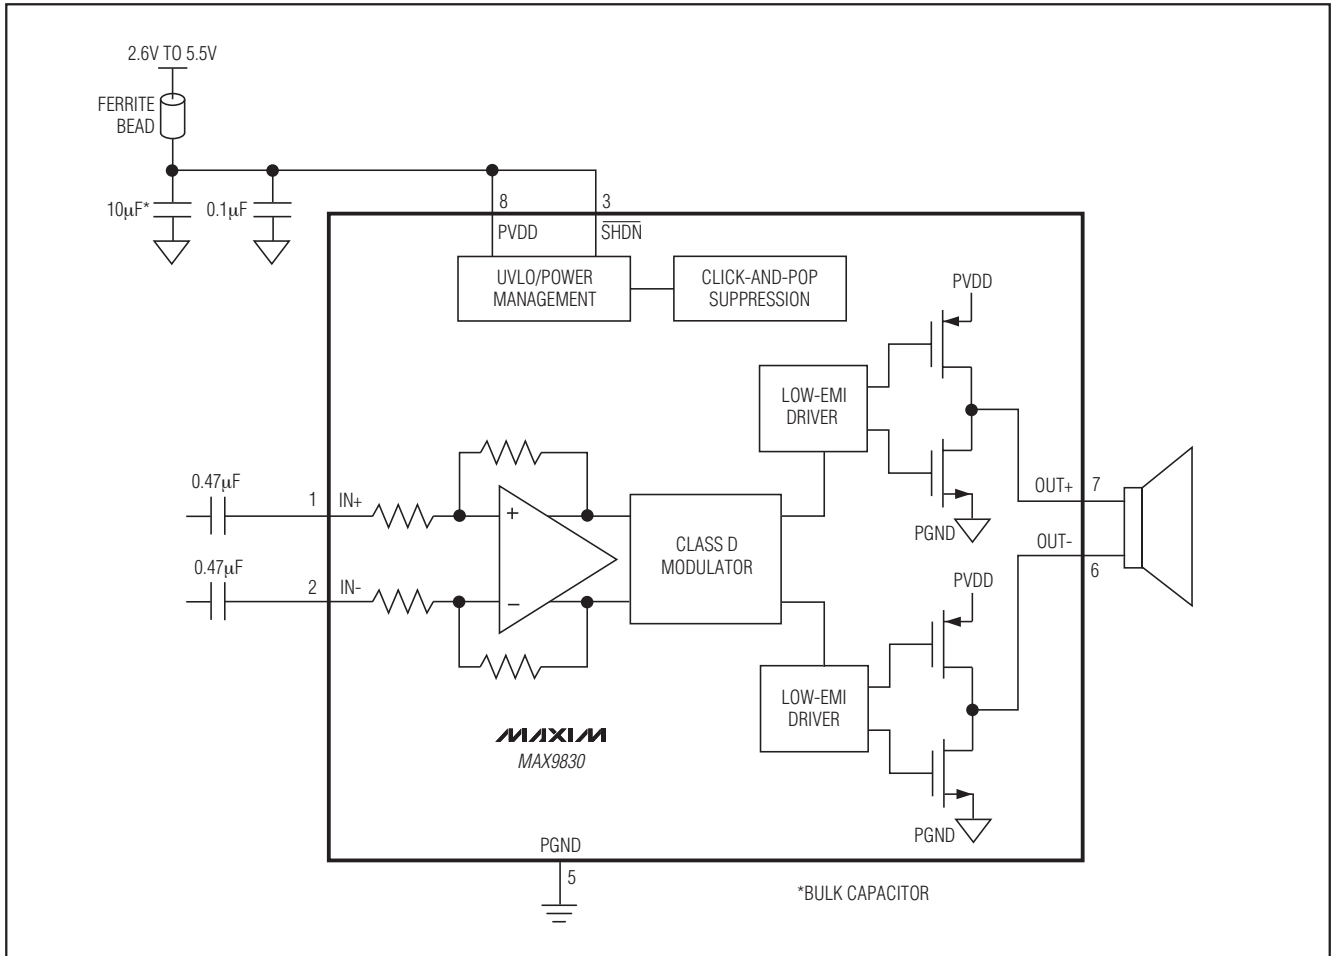 2.6V TO 5.5V
FERRITE
BEAD
10µF*
0.1µF
8
3
PVDD
SHDN
UVLO/POWER
MANAGEMENT
CLICK-AND-POP
SUPPRESSION
PVDD
LOW-EMI
DRIVER
0.47µF
1
IN+
+
CLASS D
MODULATOR
OUT+
7
PGND
OUT-
6
0.47µF
2
IN-
–
PVDD
LOW-EMI
DRIVER
MAXIM
MAX9830
PGND
PGND
5
*BULK CAPACITOR